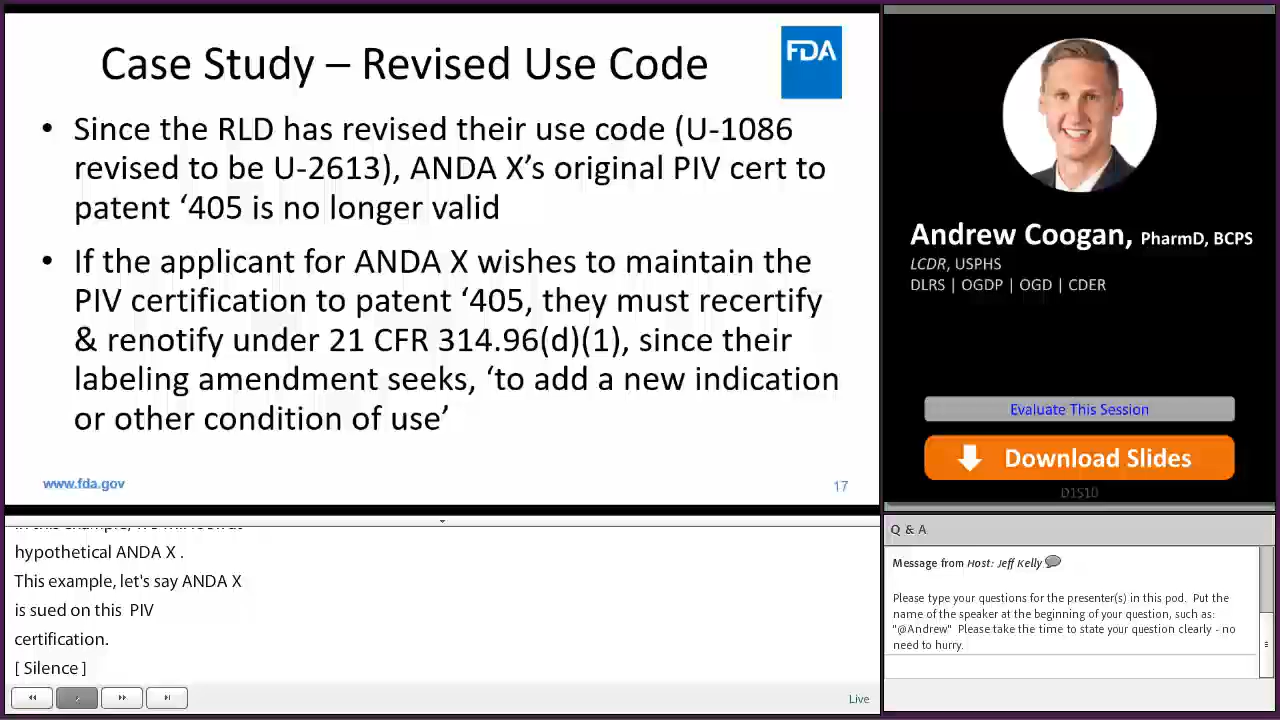 Case Study – Revised Use Code
FDA
• Since the RLD has revised their use code (U-1086
revised to be U-2613), ANDA X’s original PIV cert to
patent ‘405 is no longer valid
• If the applicant for ANDA X wishes to maintain the
PIV certification to patent ‘405, they must recertify
& renotify under 21 CFR 314.96(d)(1), since their
labeling amendment seeks, ‘to add a new indication
or other condition of use’
www.fda.gov
17
hypothetical ANDA X .
This example, let's say ANDA X
is sued on this PIV
certification.
[ Silence ]
Live
Andrew Coogan, PharmD, BCPS
LCDR, USPHS
DLRS | OGDP | OGD | CDER
Evaluate This Session
Download Slides
D1S10
Q & A
Message from Host: Jeff Kelly
Please type your questions for the presenter(s) in this pod. Put the
name of the speaker at the beginning of your question, such as:
"@Andrew" Please take the time to state your question clearly - no
need to hurry.